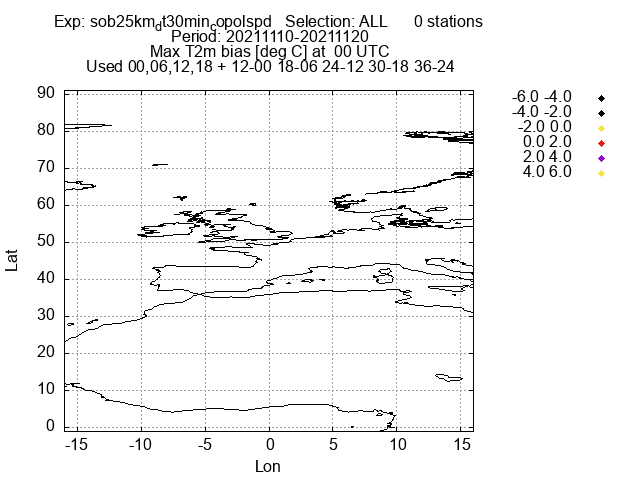 Exp: sob25km_dt30min_copolspd   Selection: ALL      0 stations
Period: 20211110-20211120
Max T2m bias [deg C] at  00 UTC
Used 00,06,12,18 + 12-00 18-06 24-12 30-18 36-24
-6.0 -4.0
-4.0 -2.0
-2.0 0.0
0.0 2.0
2.0 4.0
4.0 6.0
90
80
70
60
50
40
30
20
10
0
Lat
-15 -10 -5 0 5 10 15
Lon